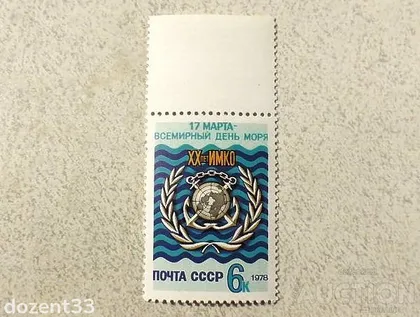 17 МАРТА-
ВСЕМИРНЫЙ ДЕНЬ МОРЯ
XX ЛЕТ ИМКО
ПОЧТА СССР 6к 1978
dozent33